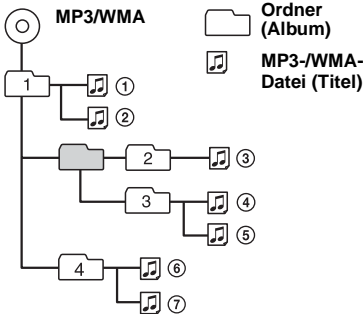 MP3/WMA
Ordner
(Album)
MP3-/WMA-
Datei (Titel)
1
①
②
2
③
3
④
⑤
4
⑥
⑦